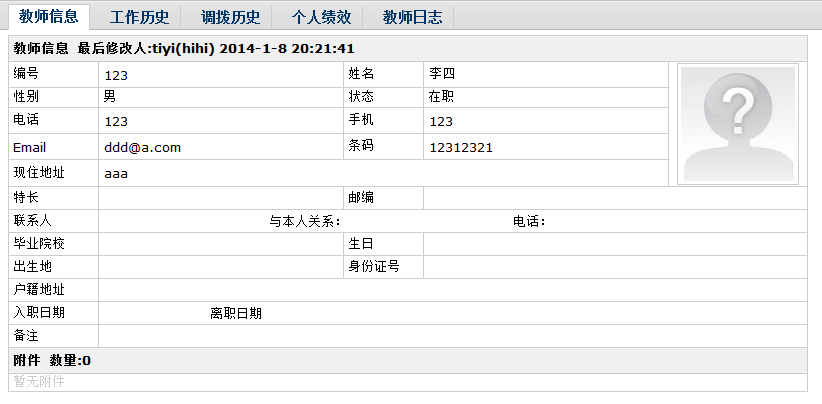 教师信息 工作历史 调拨历史 个人绩效 教师日志
教师信息 最后修改人:tiyi(hihi) 2014-1-8 20:21:41
编号 123 姓名 李四
性别 男 状态 在职
电话 123 手机 123
Email ddd@a.com 条码 12312321
现住地址 aaa
特长 邮编
联系人 与本人关系: 电话:
毕业院校 生日
出生地 身份证号
户籍地址
入职日期 离职日期
备注
附件 数量:0
暂无附件